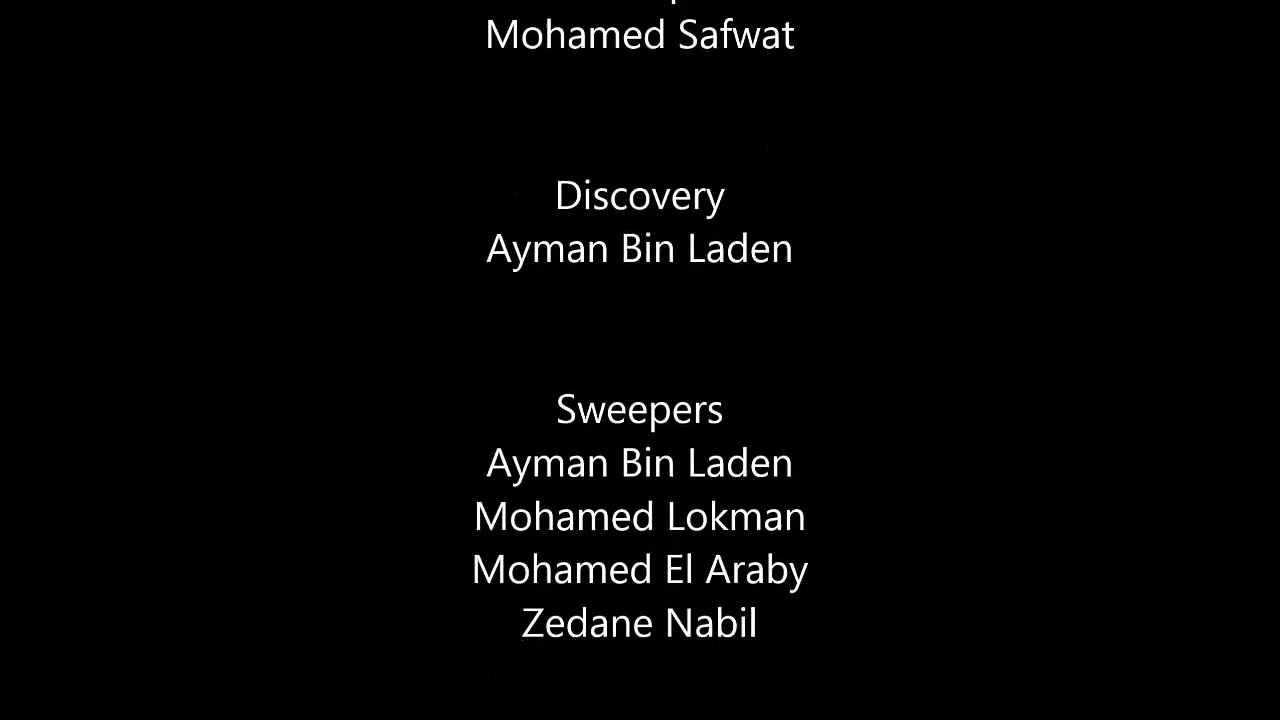 Mohamed Safwat
Discovery
Ayman Bin Laden
Sweepers
Ayman Bin Laden
Mohamed Lokman
Mohamed El Araby
Zedane Nabil